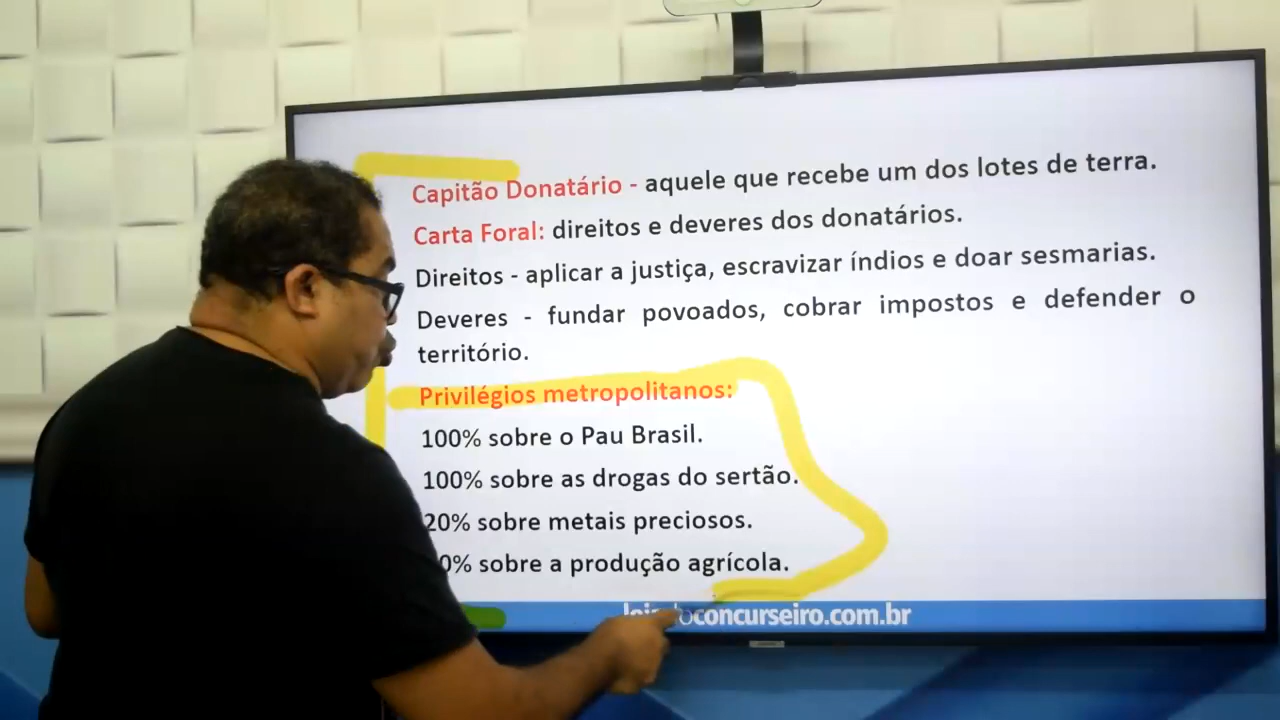 Capitão Donatário - aquele que recebe um dos lotes de terra.
Carta Foral: direitos e deveres dos donatários.
Direitos - aplicar a justiça, escravizar índios e doar sesmarias.
Deveres - fundar povoados, cobrar impostos e defender o
território.
Privilégios metropolitanos:
100% sobre o Pau Brasil.
100% sobre as drogas do sertão.
20% sobre metais preciosos.
0% sobre a produção agrícola.
concurseiro.com.br